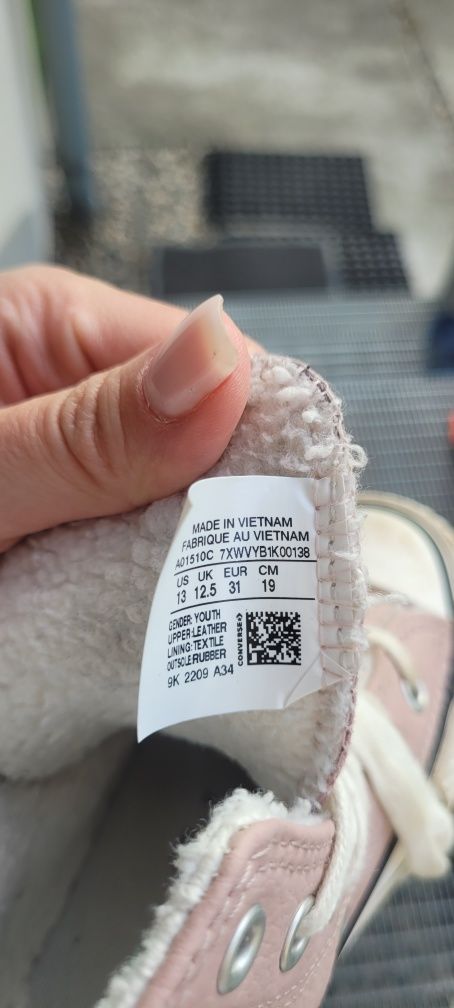 MADE IN VIETNAM
FABRIQUE AU VIETNAM
A01510C 7XWVYB1K00138
US UK EUR CM
13 12.5 31 19
GENDER: YOUTH
UPPER:LEATHER
LINING: TEXTILE
OUTSOLE:RUBBER
9K 2209 A34
CONVERSE